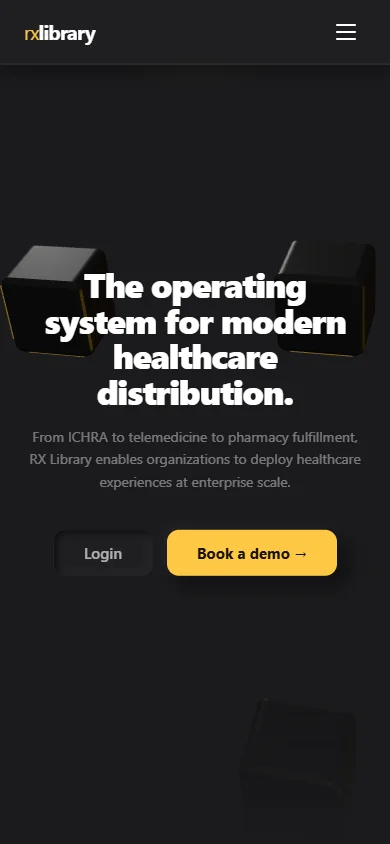 rxlibrary
The operating
system for modern
healthcare
distribution.
From ICHRA to telemedicine to pharmacy fulfillment,
RX Library enables organizations to deploy healthcare
experiences at enterprise scale.
Login
Book a demo →